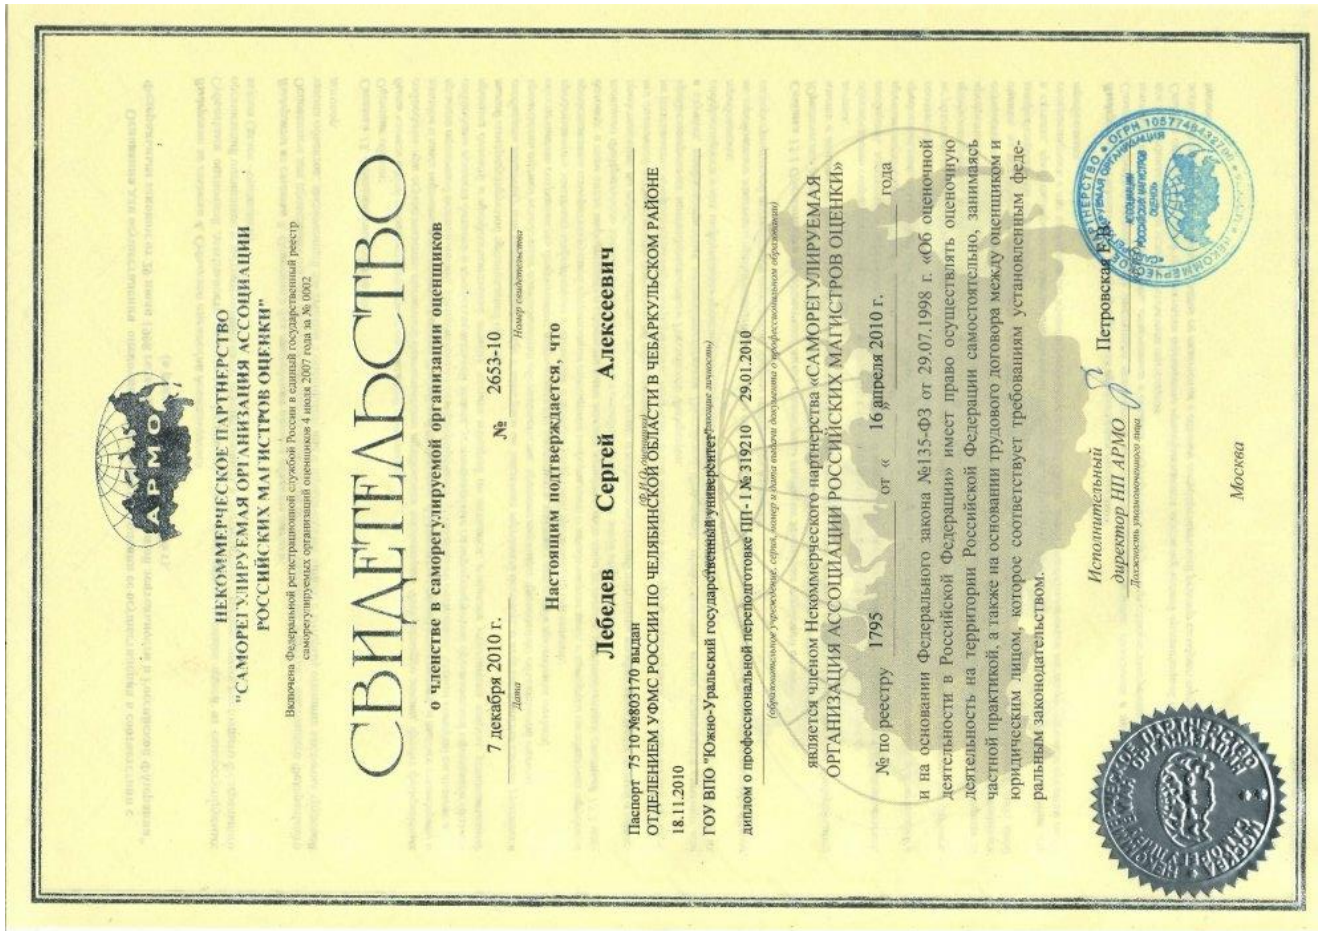 АРМО
НЕКОММЕРЧЕСКОЕ ПАРТНЕРСТВО
"САМОРЕГУЛИРУЕМАЯ ОРГАНИЗАЦИЯ АССОЦИАЦИИ
РОССИЙСКИХ МАГИСТРОВ ОЦЕНКИ"
Включена Федеральной регистрационной службой России в единый государственный реестр
саморегулируемых организаций оценщиков 4 июля 2007 года за № 0002
СВИДЕТЕЛЬСТВО
о членстве в саморегулируемой организации оценщиков
7 декабря 2010 г. № 2653-10
Дата Номер свидетельства
Настоящим подтверждается, что
Лебедев Сергей Алексеевич
(Ф.И.О. оценщика)
Паспорт 75 10 №803170 выдан
ОТДЕЛЕНИЕМ УФМС РОССИИ ПО ЧЕЛЯБИНСКОЙ ОБЛАСТИ В ЧЕБАРКУЛЬСКОМ РАЙОНЕ
18.11.2010
ГОУ ВПО "Южно-Уральский государственный университет"
диплом о профессиональной переподготовке ПП- I № 319210 29.01.2010
(образовательное учреждение, серия, номер и дата выдачи документа о профессиональном образовании)
является членом Некоммерческого партнерства «САМОРЕГУЛИРУЕМАЯ
ОРГАНИЗАЦИЯ АССОЦИАЦИИ РОССИЙСКИХ МАГИСТРОВ ОЦЕНКИ»
№ по реестру 1795 от « 16 » апреля 2010 г. года
и на основании Федерального закона №135-ФЗ от 29.07.1998 г. «Об оценочной
деятельности в Российской Федерации» имеет право осуществлять оценочную
деятельность на территории Российской Федерации самостоятельно, занимаясь
частной практикой, а также на основании трудового договора между оценщиком и
юридическим лицом, которое соответствует требованиям установленным феде-
ральным законодательством.
Исполнительный
директор НП АРМО Петровская Е.В.
Должность уполномоченного лица
Москва